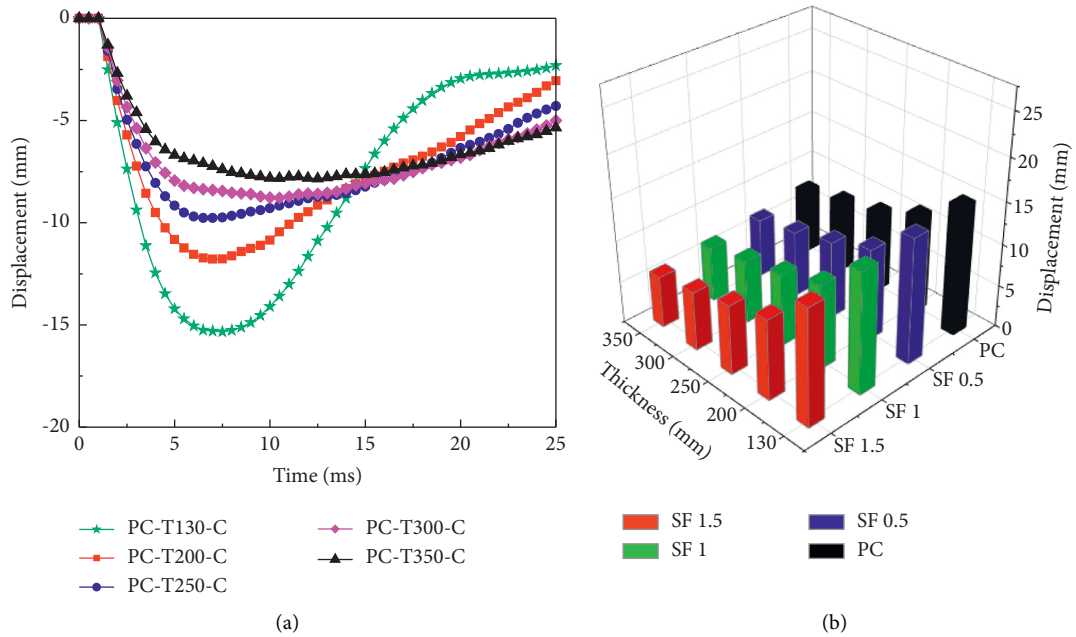 0
-5
-10
-15
-20
Displacement (mm)
0 5 10 15 20 25
Time (ms)
PC-T130-C
PC-T200-C
PC-T250-C
PC-T300-C
PC-T350-C
(a)
25
20
15
10
5
0
Displacement (mm)
350
300
250
200
130
Thickness (mm)
PC
SF 0.5
SF 1
SF 1.5
SF 1.5
SF 1
SF 0.5
PC
(b)